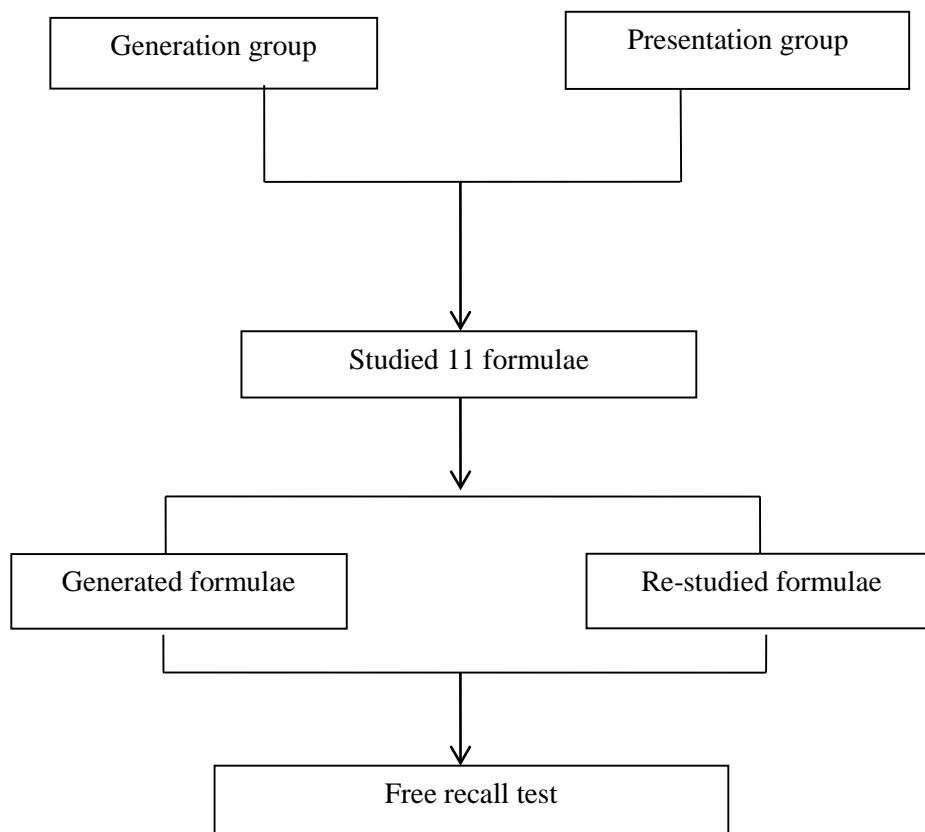 Generation group
Presentation group
Studied 11 formulae
Generated formulae
Re-studied formulae
Free recall test